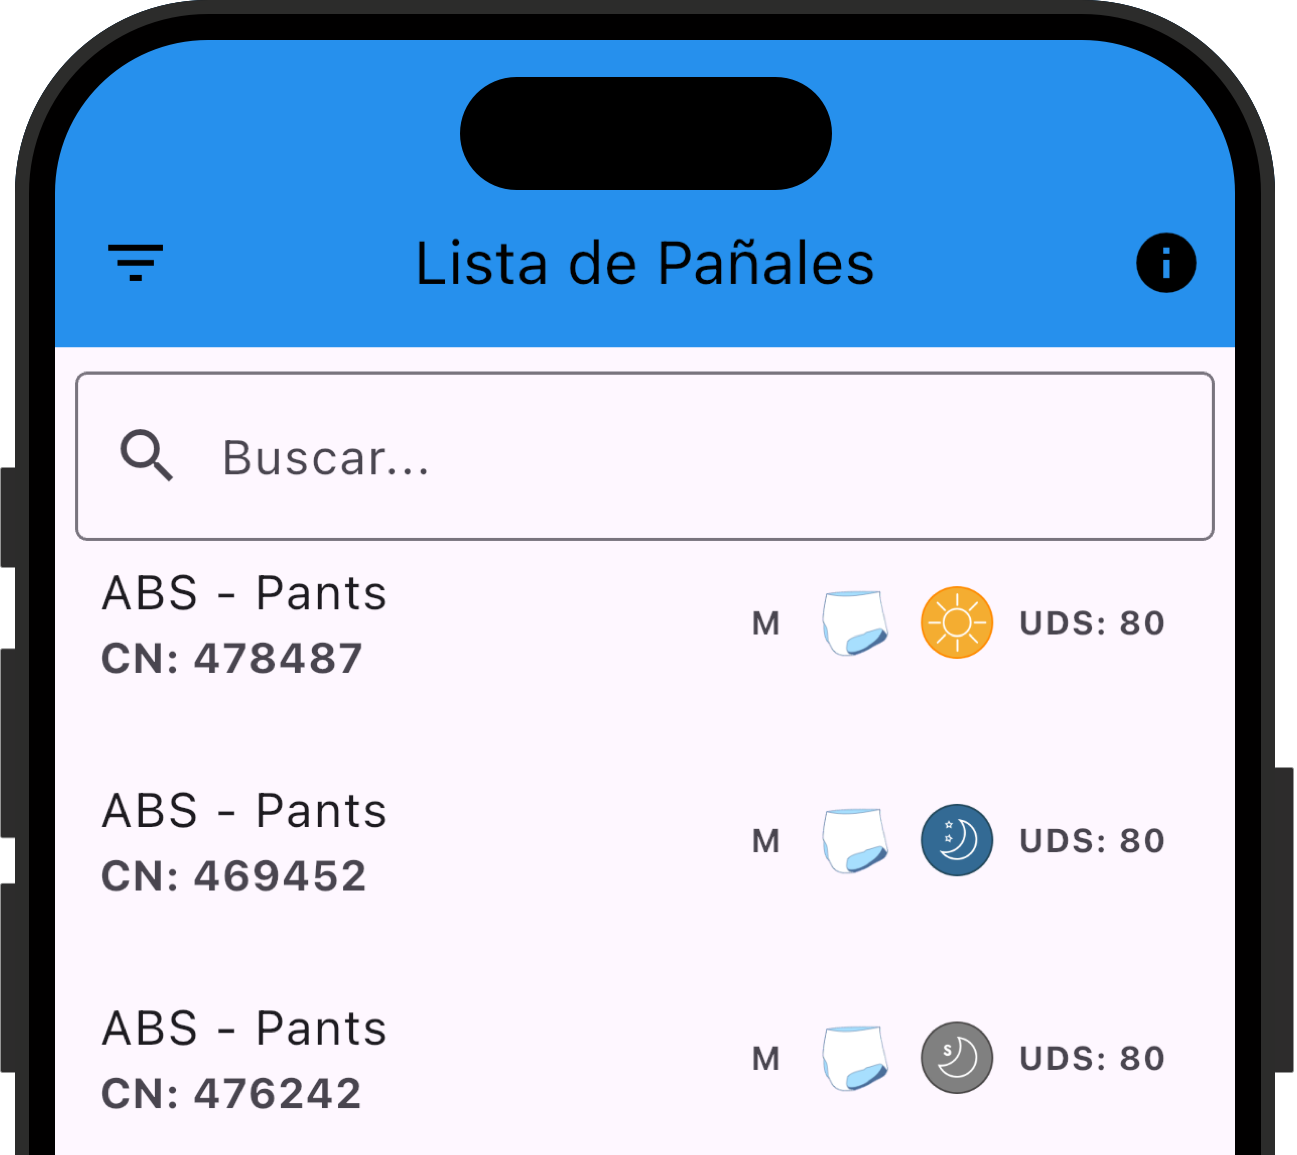 Lista de Pañales
Buscar...
ABS - Pants
CN: 478487
M UDS: 80
ABS - Pants
CN: 469452
M UDS: 80
ABS - Pants
CN: 476242
M S UDS: 80